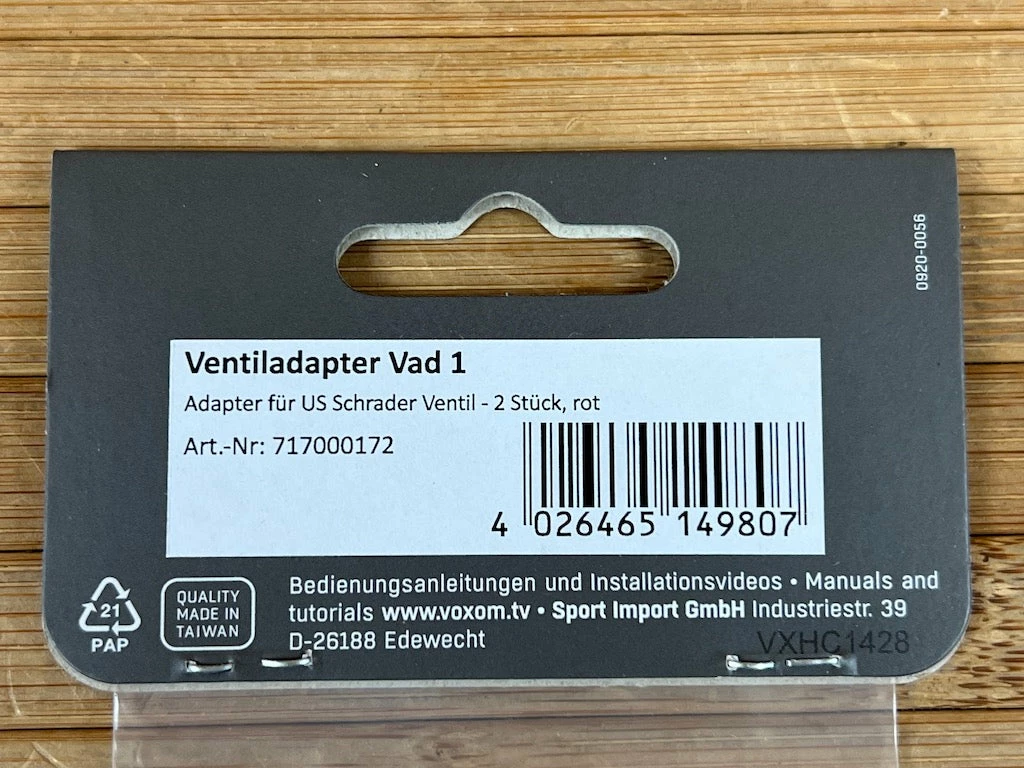 0920-0056
Ventiladapter Vad 1
Adapter für US Schrader Ventil - 2 Stück, rot
Art.-Nr: 717000172
4 026465 149807
21
PAP
QUALITY
MADE IN
TAIWAN
Bedienungsanleitungen und Installationsvideos • Manuals and
tutorials www.voxom.tv • Sport Import GmbH Industriestr. 39
D-26188 Edewecht
VXHC1428